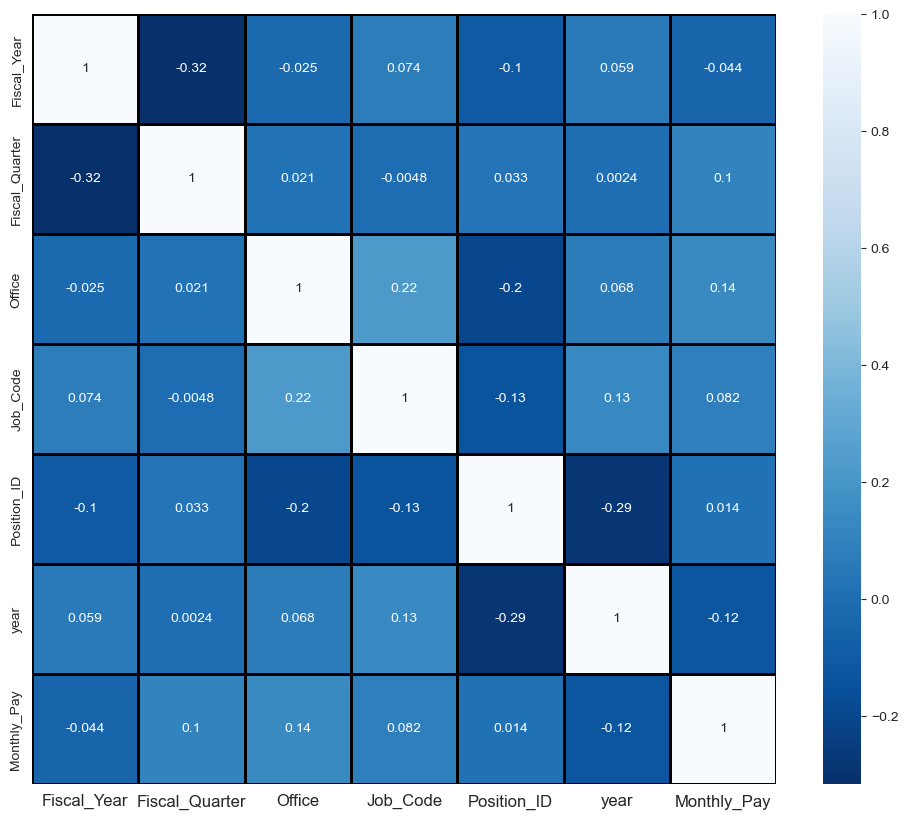 Fiscal_Year 1 -0.32 -0.025 0.074 -0.1 0.059 -0.044
Fiscal_Quarter -0.32 1 0.021 -0.0048 0.033 0.0024 0.1
Office -0.025 0.021 1 0.22 -0.2 0.068 0.14
Job_Code 0.074 -0.0048 0.22 1 -0.13 0.13 0.082
Position_ID -0.1 0.033 -0.2 -0.13 1 -0.29 0.014
year 0.059 0.0024 0.068 0.13 -0.29 1 -0.12
Monthly_Pay -0.044 0.1 0.14 0.082 0.014 -0.12 1
Fiscal_Year Fiscal_Quarter Office Job_Code Position_ID year Monthly_Pay
1.0
0.8
0.6
0.4
0.2
0.0
−0.2